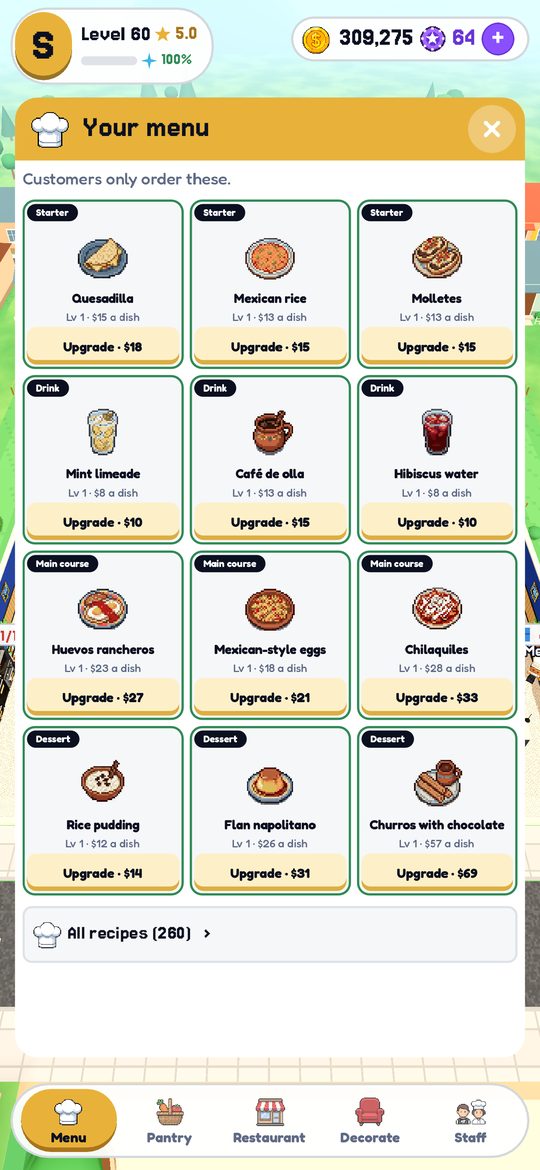 S
Level 60 5.0
100%
309,275 64 +
Your menu
Customers only order these.
Starter
Quesadilla
Lv 1 · $15 a dish
Upgrade · $18
Starter
Mexican rice
Lv 1 · $13 a dish
Upgrade · $15
Starter
Molletes
Lv 1 · $13 a dish
Upgrade · $15
Drink
Mint limeade
Lv 1 · $8 a dish
Upgrade · $10
Drink
Café de olla
Lv 1 · $13 a dish
Upgrade · $15
Drink
Hibiscus water
Lv 1 · $8 a dish
Upgrade · $10
Main course
Huevos rancheros
Lv 1 · $23 a dish
Upgrade · $27
Main course
Mexican-style eggs
Lv 1 · $18 a dish
Upgrade · $21
Main course
Chilaquiles
Lv 1 · $28 a dish
Upgrade · $33
Dessert
Rice pudding
Lv 1 · $12 a dish
Upgrade · $14
Dessert
Flan napolitano
Lv 1 · $26 a dish
Upgrade · $31
Dessert
Churros with chocolate
Lv 1 · $57 a dish
Upgrade · $69
All recipes (260) >
Menu
Pantry
Restaurant
Decorate
Staff